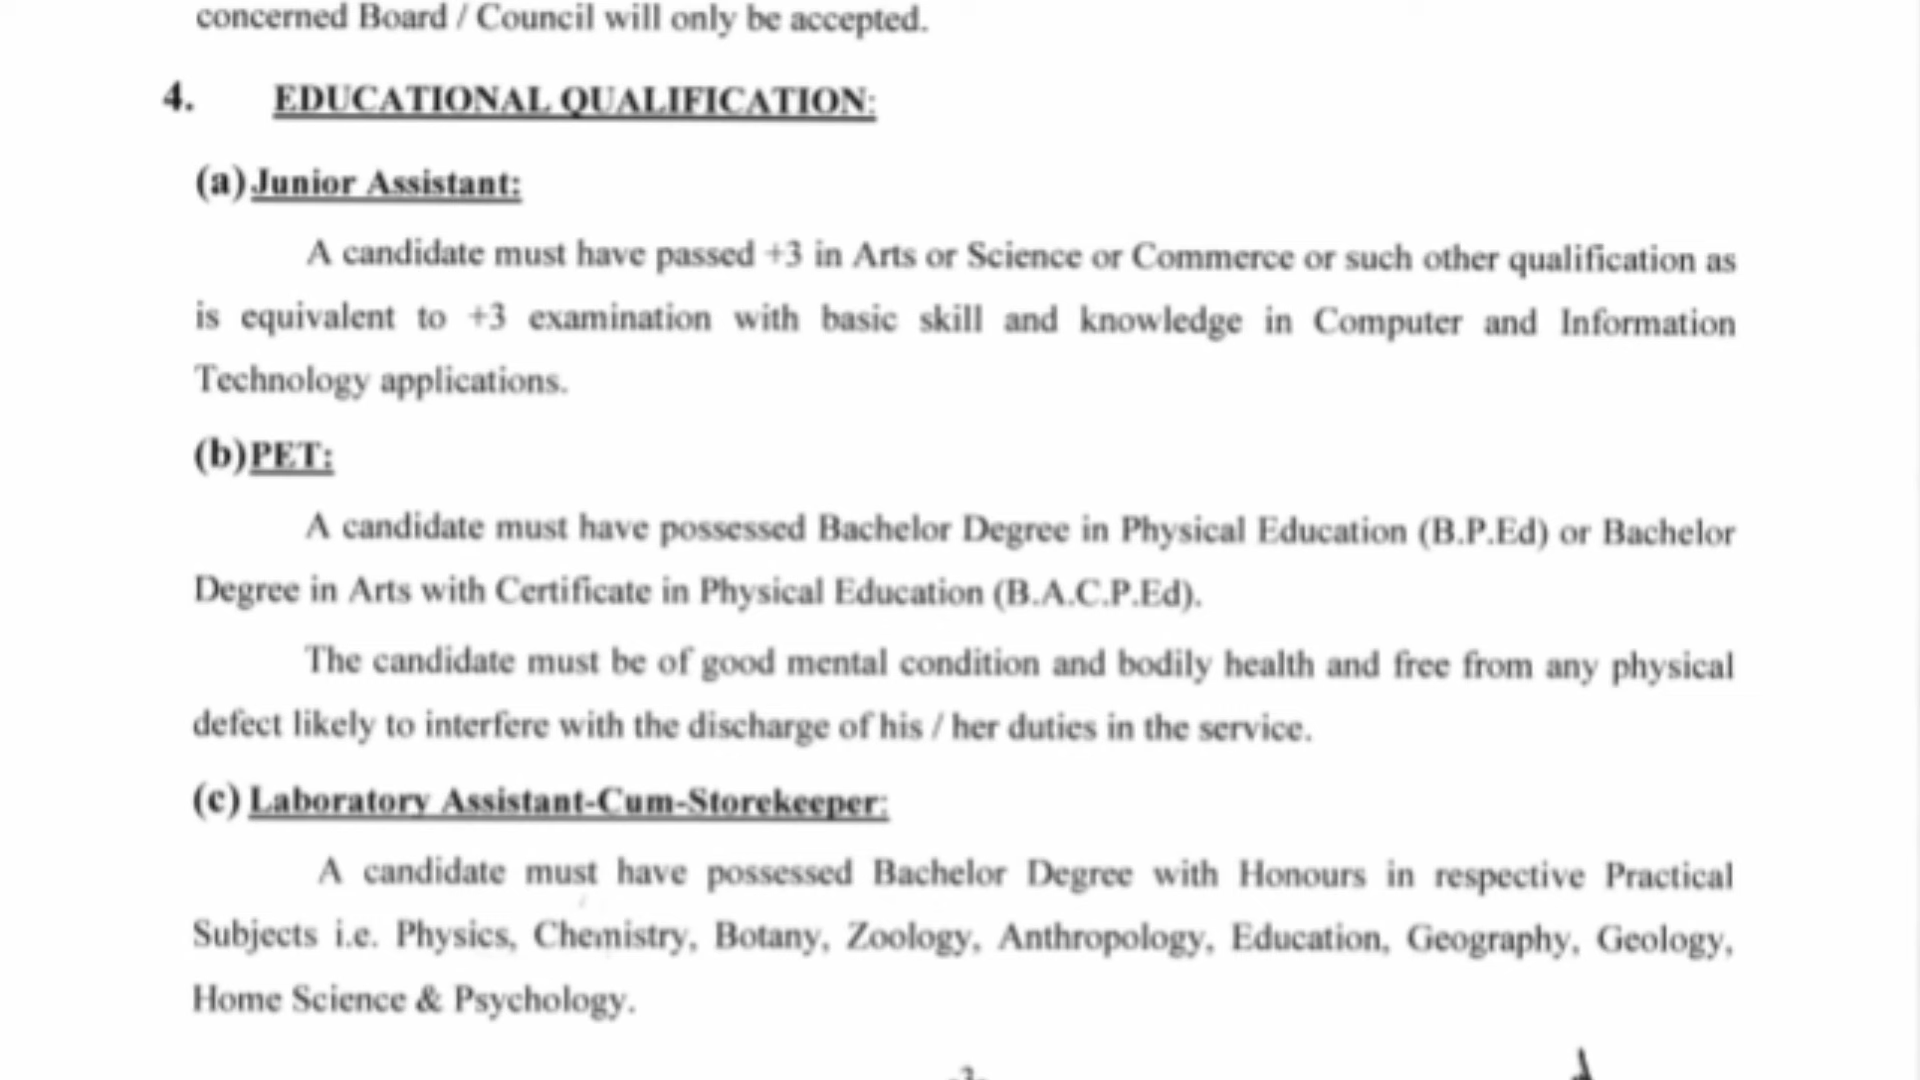 concerned Board / Council will only be accepted.
4. EDUCATIONAL QUALIFICATION:
(a) Junior Assistant:
A candidate must have passed +3 in Arts or Science or Commerce or such other qualification as
is equivalent to +3 examination with basic skill and knowledge in Computer and Information
Technology applications.
(b) PET:
A candidate must have possessed Bachelor Degree in Physical Education (B.P.Ed) or Bachelor
Degree in Arts with Certificate in Physical Education (B.A.C.P.Ed).
The candidate must be of good mental condition and bodily health and free from any physical
defect likely to interfere with the discharge of his / her duties in the service.
(c) Laboratory Assistant-Cum-Storekeeper:
A candidate must have possessed Bachelor Degree with Honours in respective Practical
Subjects i.e. Physics, Chemistry, Botany, Zoology, Anthropology, Education, Geography, Geology,
Home Science & Psychology.